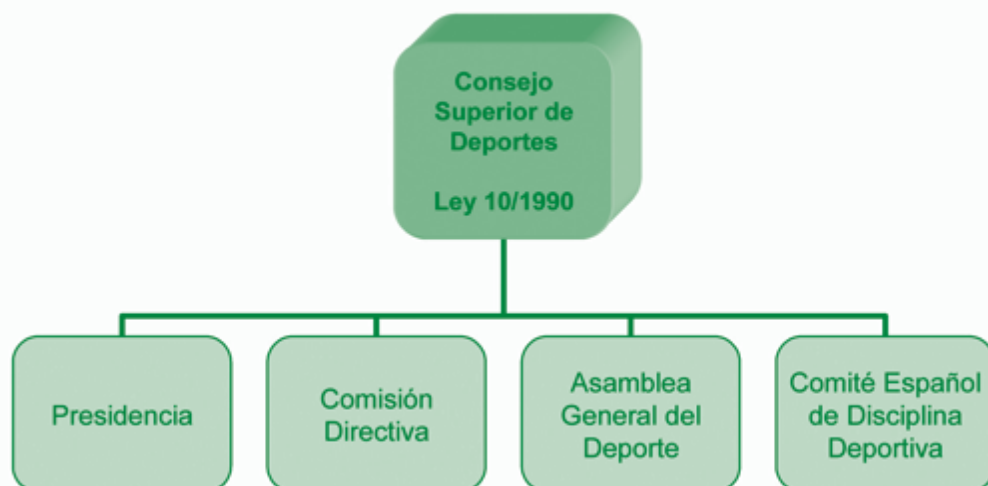 Consejo
Superior de
Deportes
Ley 10/1990
Presidencia
Comisión
Directiva
Asamblea
General del
Deporte
Comité Español
de Disciplina
Deportiva